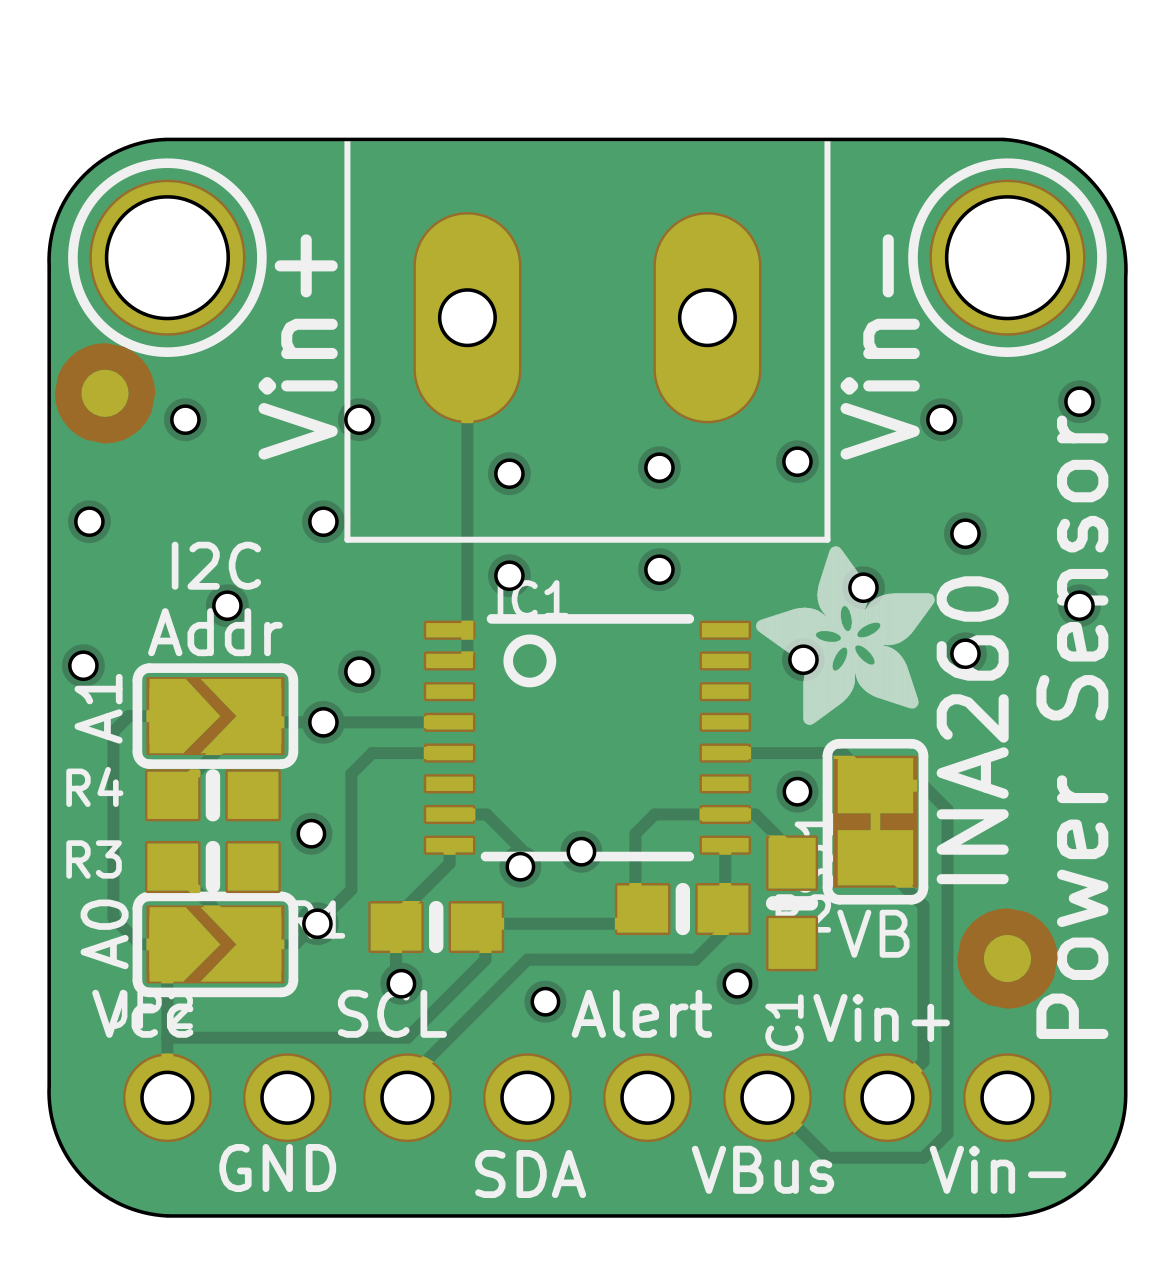 Vin+
Vin-
I2C
Addr
IC1
A1
R4
R3
A0
INA260
Power Sensor
VB
Vcc
SCL
Alert
C1
Vin+
GND
SDA
VBus
Vin-